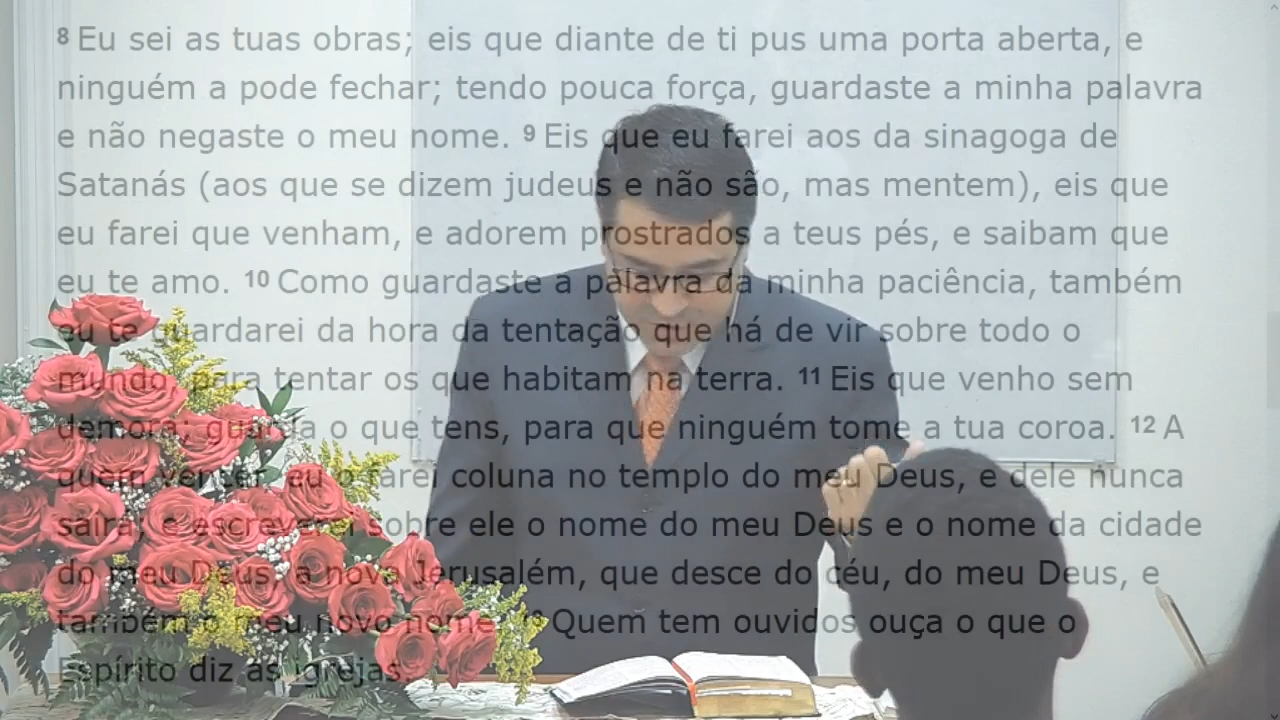 8 Eu sei as tuas obras; eis que diante de ti pus uma porta aberta, e
ninguém a pode fechar; tendo pouca força, guardaste a minha palavra
e não negaste o meu nome. 9 Eis que eu farei aos da sinagoga de
Satanás (aos que se dizem judeus e não são, mas mentem), eis que
eu farei que venham, e adorem prostrados a teus pés, e saibam que
eu te amo. 10 Como guardaste a palavra da minha paciência, também
eu te guardarei da hora da tentação que há de vir sobre todo o
mundo, para tentar os que habitam na terra. 11 Eis que venho sem
demora; guarda o que tens, para que ninguém tome a tua coroa. 12 A
quem vencer, eu o farei coluna no templo do meu Deus, e dele nunca
sairá; e escreverei sobre ele o nome do meu Deus e o nome da cidade
do meu Deus, a nova Jerusalém, que desce do céu, do meu Deus, e
também o meu novo nome. Quem tem ouvidos ouça o que o
Espírito diz às igrejas.